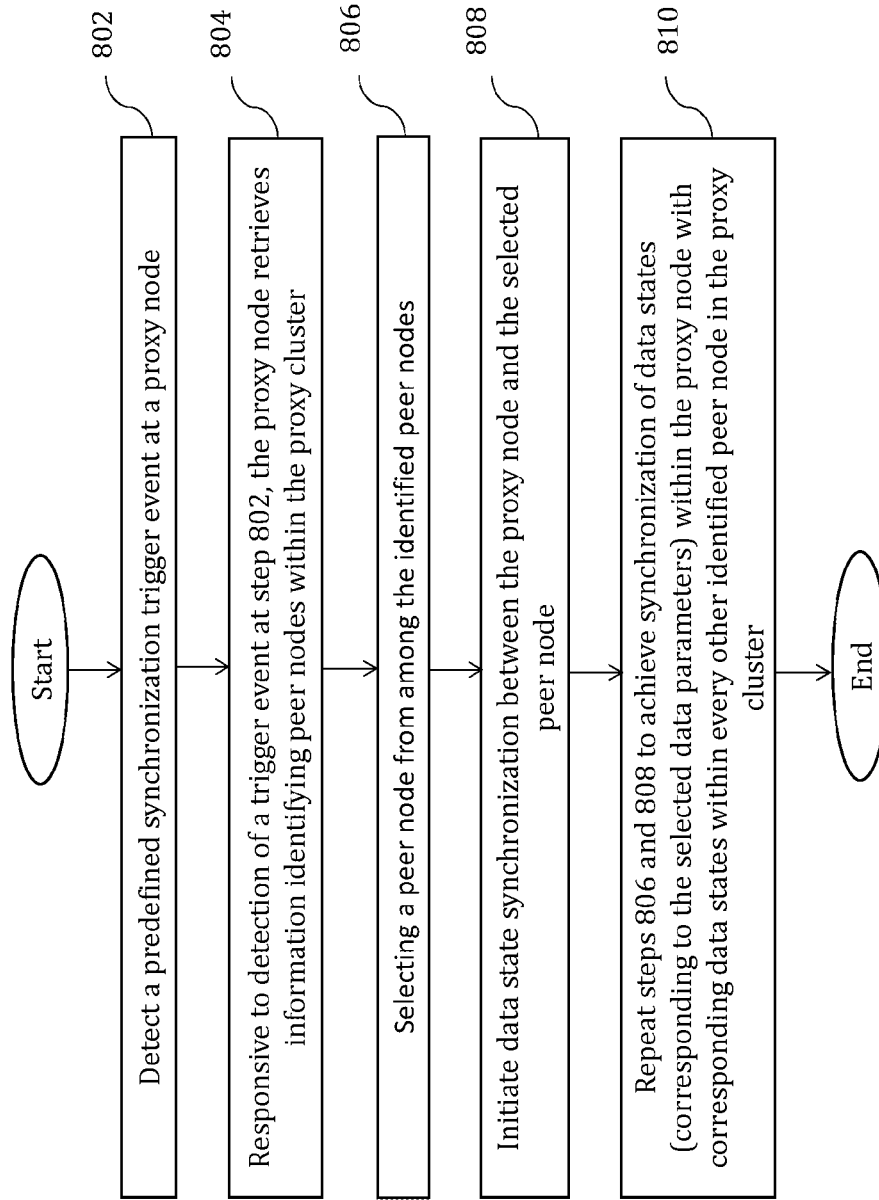 Start
Detect a predefined synchronization trigger event at a proxy node
802
Responsive to detection of a trigger event at step 802, the proxy node retrieves
information identifying peer nodes within the proxy cluster
804
Selecting a peer node from among the identified peer nodes
806
Initiate data state synchronization between the proxy node and the selected
peer node
808
Repeat steps 806 and 808 to achieve synchronization of data states
(corresponding to the selected data parameters) within the proxy node with
corresponding data states within every other identified peer node in the proxy
cluster
810
End